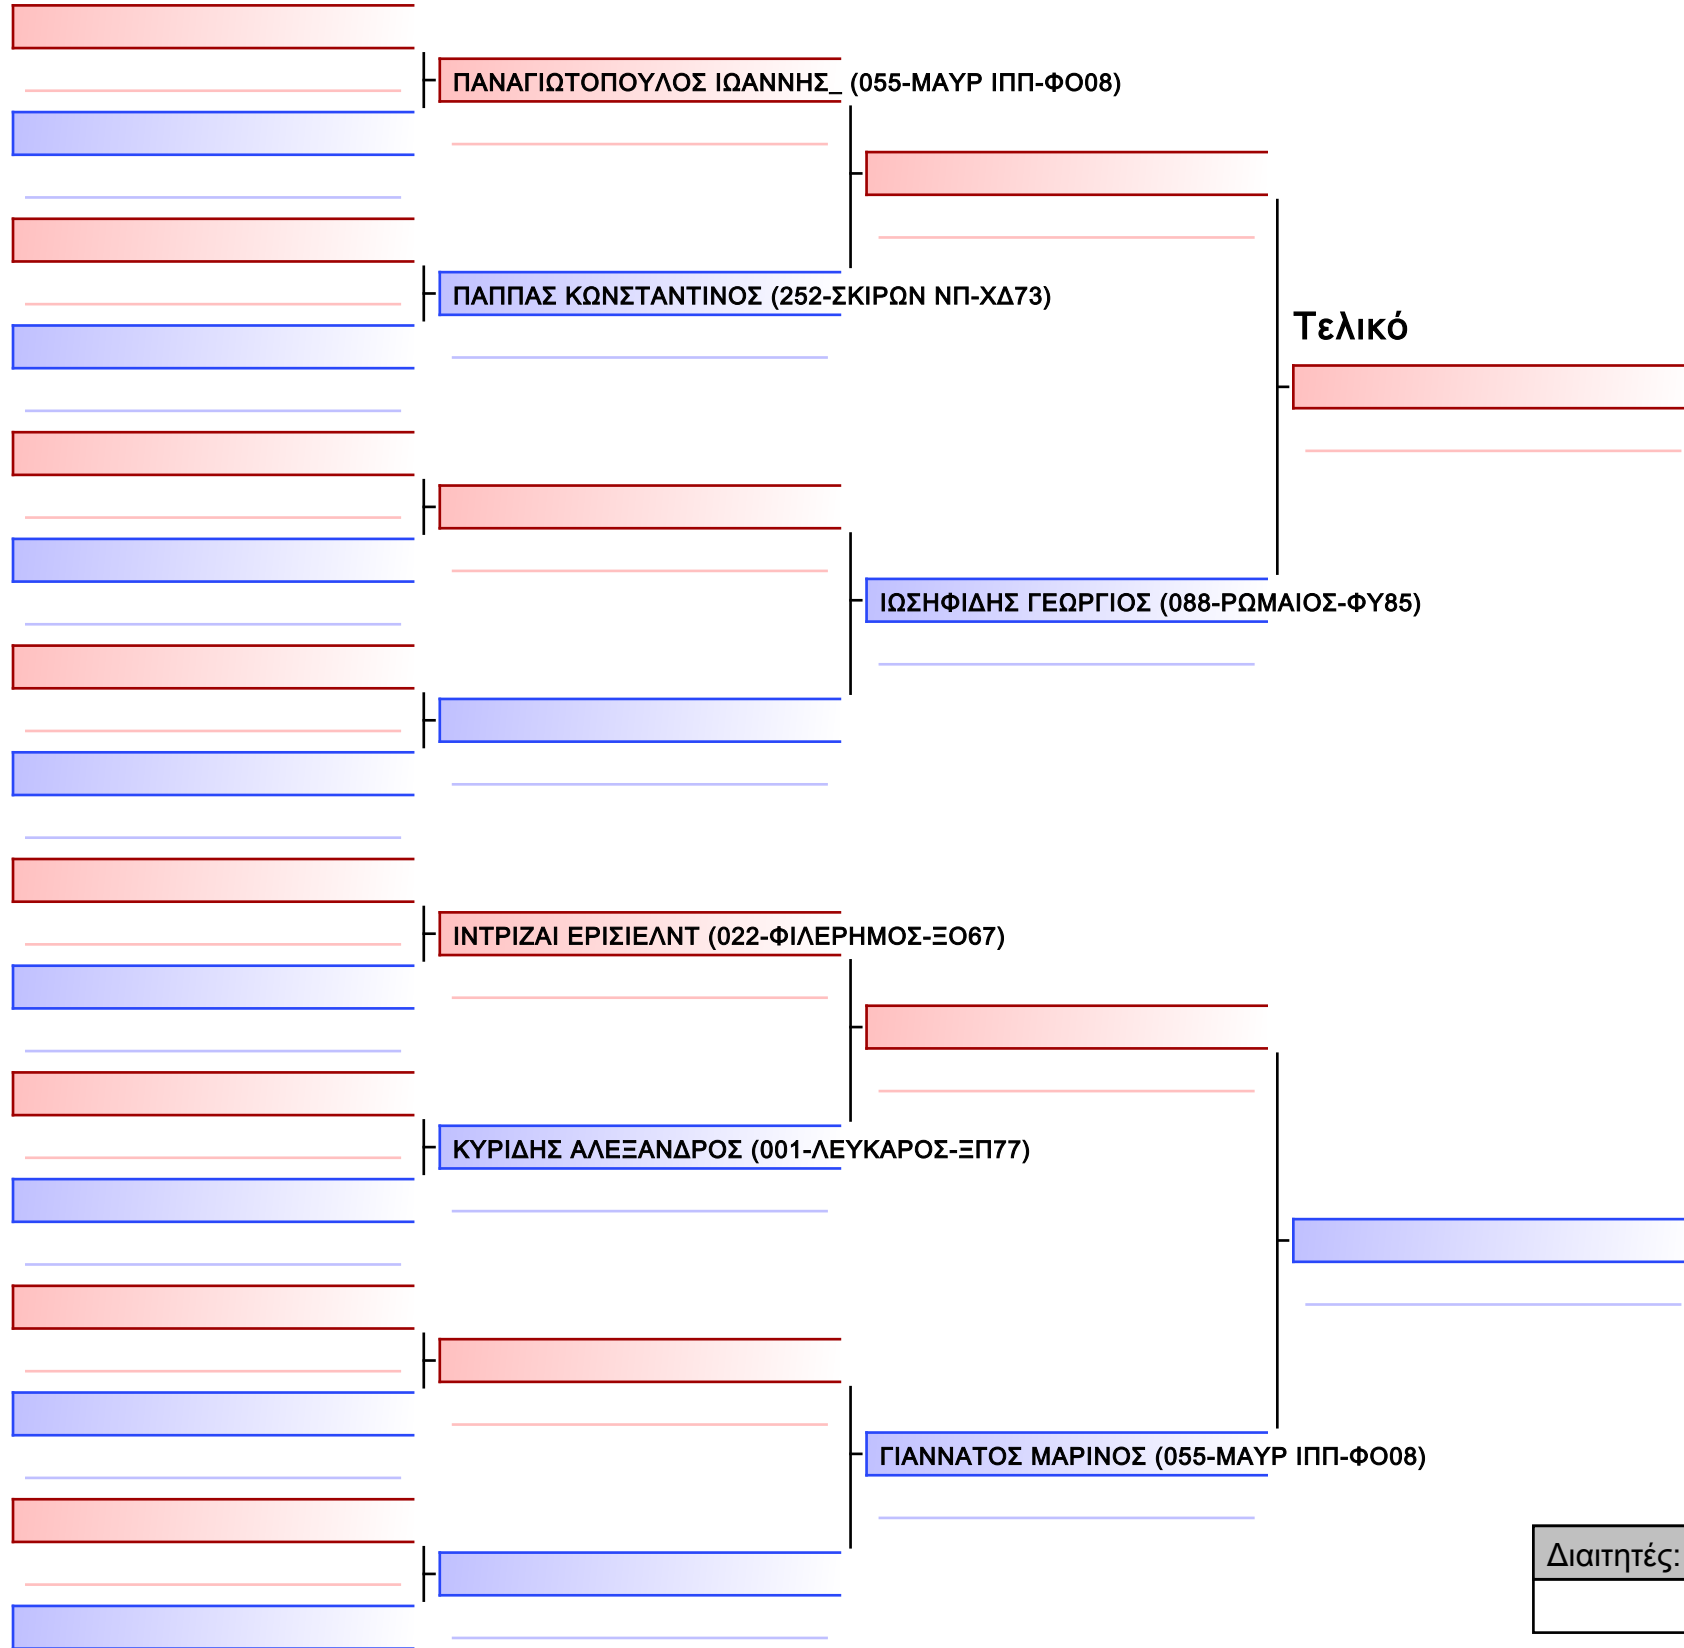 ΠΑΝΑΓΙΩΤΟΠΟΥΛΟΣ ΙΩΑΝΝΗΣ_ (055-ΜΑΥΡ ΙΠΠ-ΦΟ08)
ΠΑΠΠΑΣ ΚΩΝΣΤΑΝΤΙΝΟΣ (252-ΣΚΙΡΩΝ ΝΠ-ΧΔ73)
Τελικό
ΙΩΣΗΦΙΔΗΣ ΓΕΩΡΓΙΟΣ (088-ΡΩΜΑΙΟΣ-ΦΥ85)
ΙΝΤΡΙΖΑΙ ΕΡΙΣΙΕΛΝΤ (022-ΦΙΛΕΡΗΜΟΣ-ΞΟ67)
ΚΥΡΙΔΗΣ ΑΛΕΞΑΝΔΡΟΣ (001-ΛΕΥΚΑΡΟΣ-ΞΠ77)
ΓΙΑΝΝΑΤΟΣ ΜΑΡΙΝΟΣ (055-ΜΑΥΡ ΙΠΠ-ΦΟ08)
Διαιτητές: